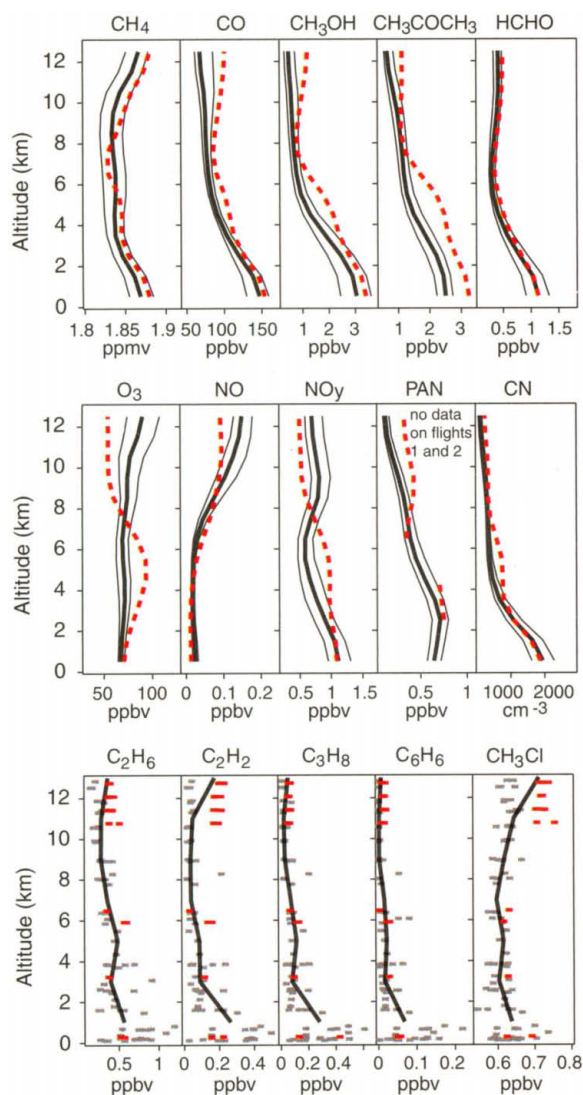 CH4 CO CH3OH CH3COCH3 HCHO
Altitude (km)
12
10
8
6
4
2
0
1.8 1.85 1.9 50 100 150 1 2 3 1 2 3 0.5 1 1.5
ppmv ppbv ppbv ppbv ppbv
O3 NO NOy PAN CN
no data
on flights
1 and 2
Altitude (km)
12
10
8
6
4
2
0
50 100 0 0.1 0.2 0.5 1 1.5 0.5 1 1000 2000
ppbv ppbv ppbv ppbv cm-3
C2H6 C2H2 C3H8 C6H6 CH3Cl
Altitude (km)
12
10
8
6
4
2
0
0.5 1 0 0.2 0.4 0 0.2 0.4 0 0.1 0.2 0.6 0.7 0.8
ppbv ppbv ppbv ppbv ppbv